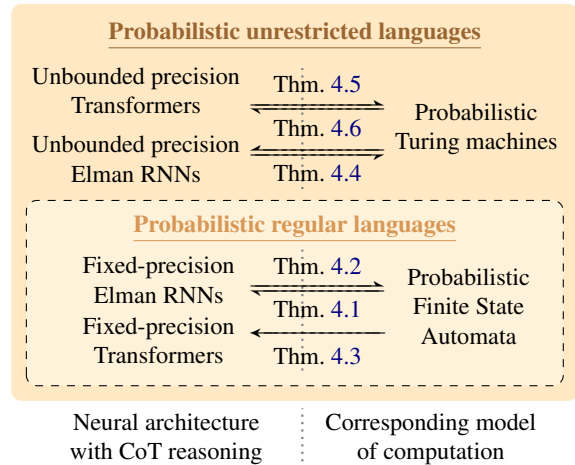 Probabilistic unrestricted languages
Unbounded precision
Transformers
Thm. 4.5
Thm. 4.6
Probabilistic
Turing machines
Unbounded precision
Elman RNNs
Thm. 4.4
Probabilistic regular languages
Fixed-precision
Elman RNNs
Thm. 4.2
Thm. 4.1
Probabilistic
Finite State
Automata
Fixed-precision
Transformers
Thm. 4.3
Neural architecture
with CoT reasoning
Corresponding model
of computation